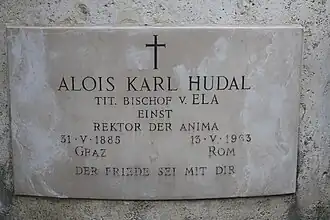 ALOIS KARL HUDAL
TIT. BISCHOF V. ELA
EINST
REKTOR DER ANIMA
31·V·1885 13·V·1963
GRAZ ROM
DER FRIEDE SEI MIT DIR